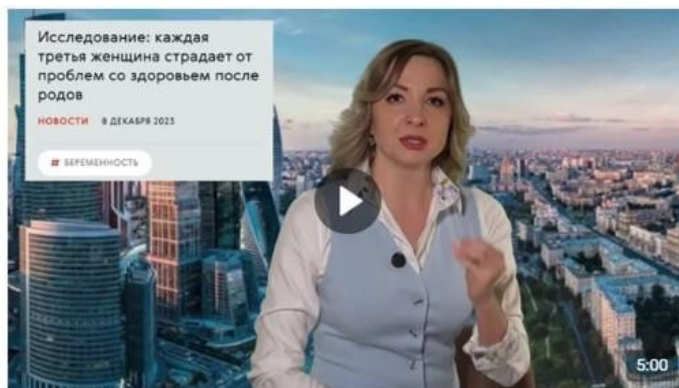 Исследование: каждая
третья женщина страдает от
проблем со здоровьем после
родов
НОВОСТИ 8 ДЕКАБРЯ 2023
# БЕРЕМЕННОСТЬ
5:00